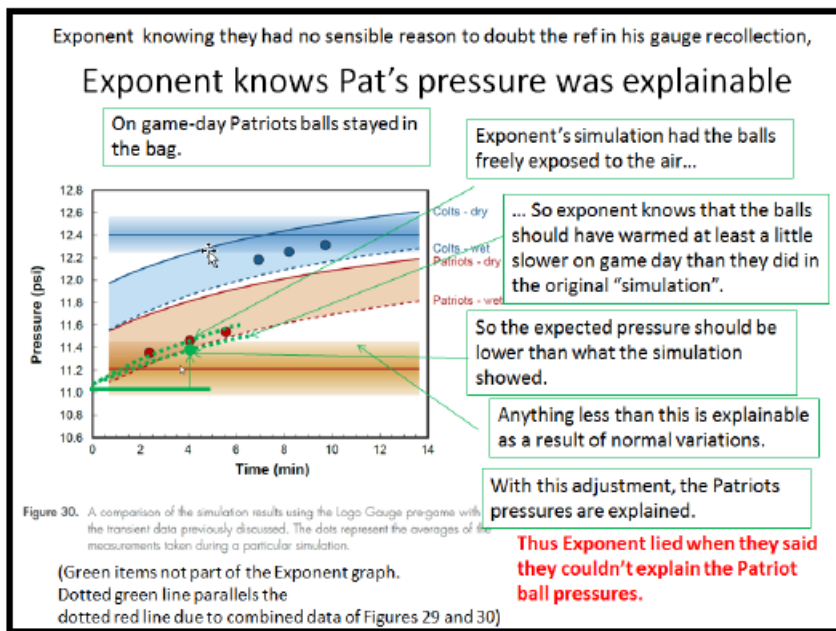 Exponent knowing they had no sensible reason to doubt the ref in his gauge recollection,
Exponent knows Pat's pressure was explainable
On game-day Patriots balls stayed in
the bag.
Exponent's simulation had the balls
freely exposed to the air...
... So exponent knows that the balls
should have warmed at least a little
slower on game day than they did in
the original “simulation”.
So the expected pressure should be
lower than what the simulation
showed.
Anything less than this is explainable
as a result of normal variations.
With this adjustment, the Patriots
pressures are explained.
Thus Exponent lied when they said
they couldn't explain the Patriot
ball pressures.
Pressure (psi)
12.8
12.6
12.4
12.2
12.0
11.8
11.6
11.4
11.2
11.0
10.8
10.6
0 2 4 6 8 10 12 14
Time (min)
Colts - dry
Colts - wet
Patriots - dry
Patriots - wet
Figure 30. A comparison of the simulation results using the Logo Gauge pre-game with
the transient data previously discussed. The dots represent the averages of the
measurements taken during a particular simulation.
(Green items not part of the Exponent graph.
Dotted green line parallels the
dotted red line due to combined data of Figures 29 and 30)